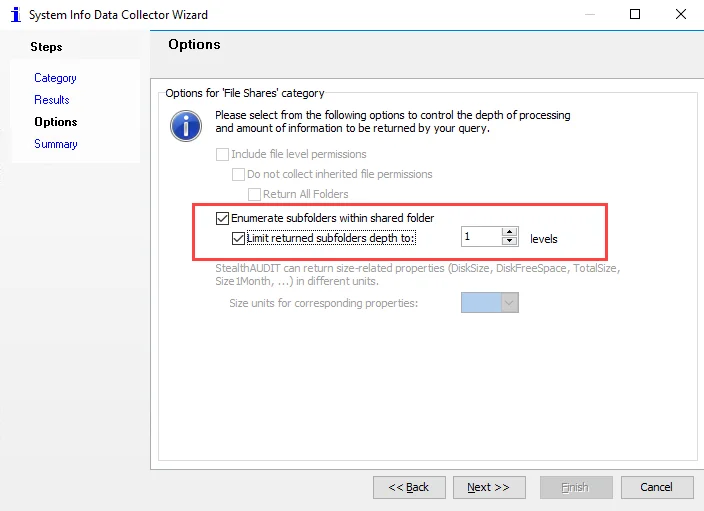 System Info Data Collector Wizard
Steps
Category
Results
Options
Summary
Options
Options for 'File Shares' category
Please select from the following options to control the depth of processing
and amount of information to be returned by your query.
Include file level permissions
Do not collect inherited file permissions
Return All Folders
Enumerate subfolders within shared folder
Limit returned subfolders depth to: 1 levels
StealthAUDIT can return size-related properties (DiskSize, DiskFreeSpace, TotalSize,
Size1Month, ...) in different units.
Size units for corresponding properties:
<< Back Next >> Finish Cancel